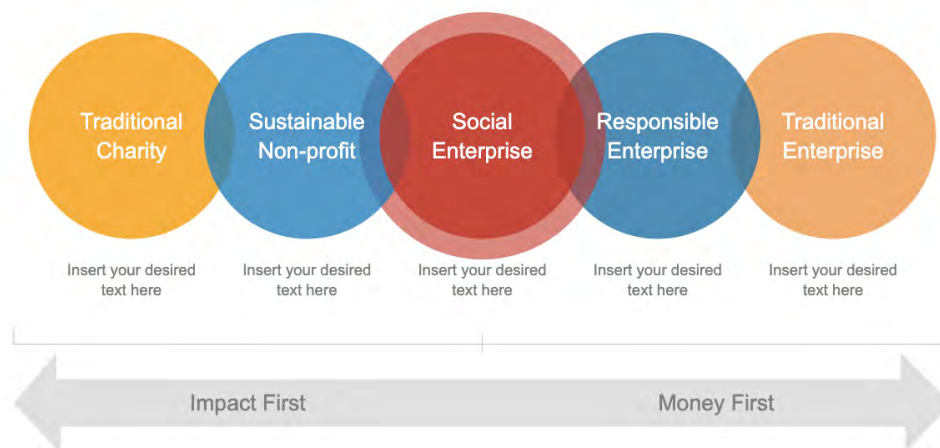 Traditional
Charity
Sustainable
Non-profit
Social
Enterprise
Responsible
Enterprise
Traditional
Enterprise
Insert your desired
text here
Insert your desired
text here
Insert your desired
text here
Insert your desired
text here
Insert your desired
text here
Impact First
Money First